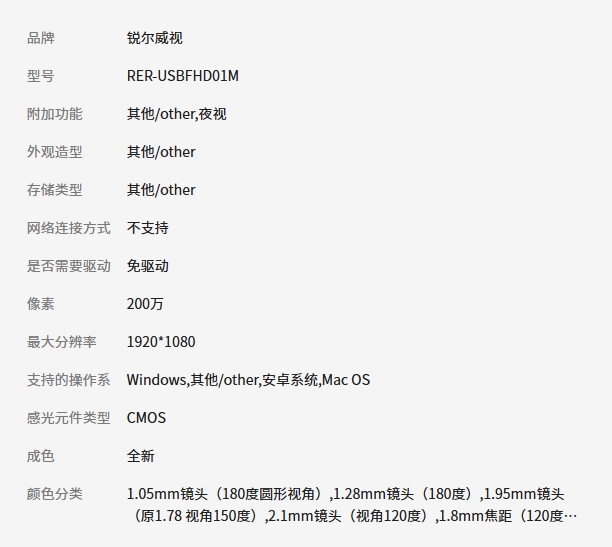 品牌 锐尔威视
型号 RER-USBFHD01M
附加功能 其他/other,夜视
外观造型 其他/other
存储类型 其他/other
网络连接方式 不支持
是否需要驱动 免驱动
像素 200万
最大分辨率 1920*1080
支持的操作系 Windows,其他/other,安卓系统,Mac OS
感光元件类型 CMOS
成色 全新
颜色分类 1.05mm镜头（180度圆形视角）,1.28mm镜头（180度）,1.95mm镜头
（原1.78 视角150度）,2.1mm镜头（视角120度）,1.8mm焦距（120度…